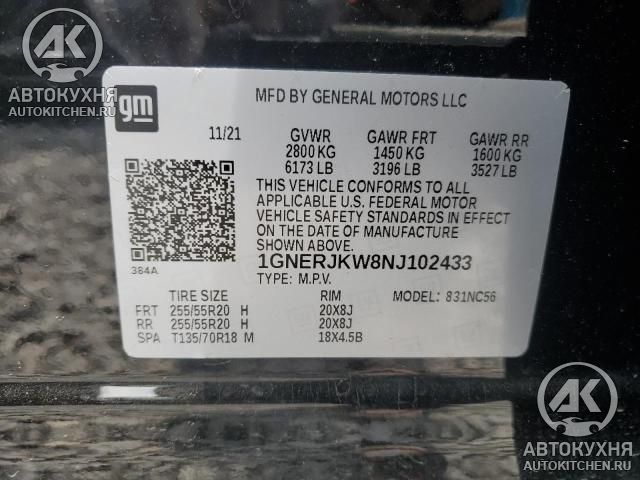 АК
АВТОКУХНЯ
AUTOKITCHEN.RU
gm
MFD BY GENERAL MOTORS LLC
11/21 GVWR GAWR FRT GAWR RR
2800 KG 1450 KG 1600 KG
6173 LB 3196 LB 3527 LB
THIS VEHICLE CONFORMS TO ALL
APPLICABLE U.S. FEDERAL MOTOR
VEHICLE SAFETY STANDARDS IN EFFECT
ON THE DATE OF MANUFACTURE
SHOWN ABOVE.
384A
1GNERJKW8NJ102433
TYPE: M.P.V. MODEL: 831NC56
TIRE SIZE RIM
FRT 255/55R20 H 20X8J
RR 255/55R20 H 20X8J
SPA T135/70R18 M 18X4.5B
АК
АВТОКУХНЯ
AUTOKITCHEN.RU